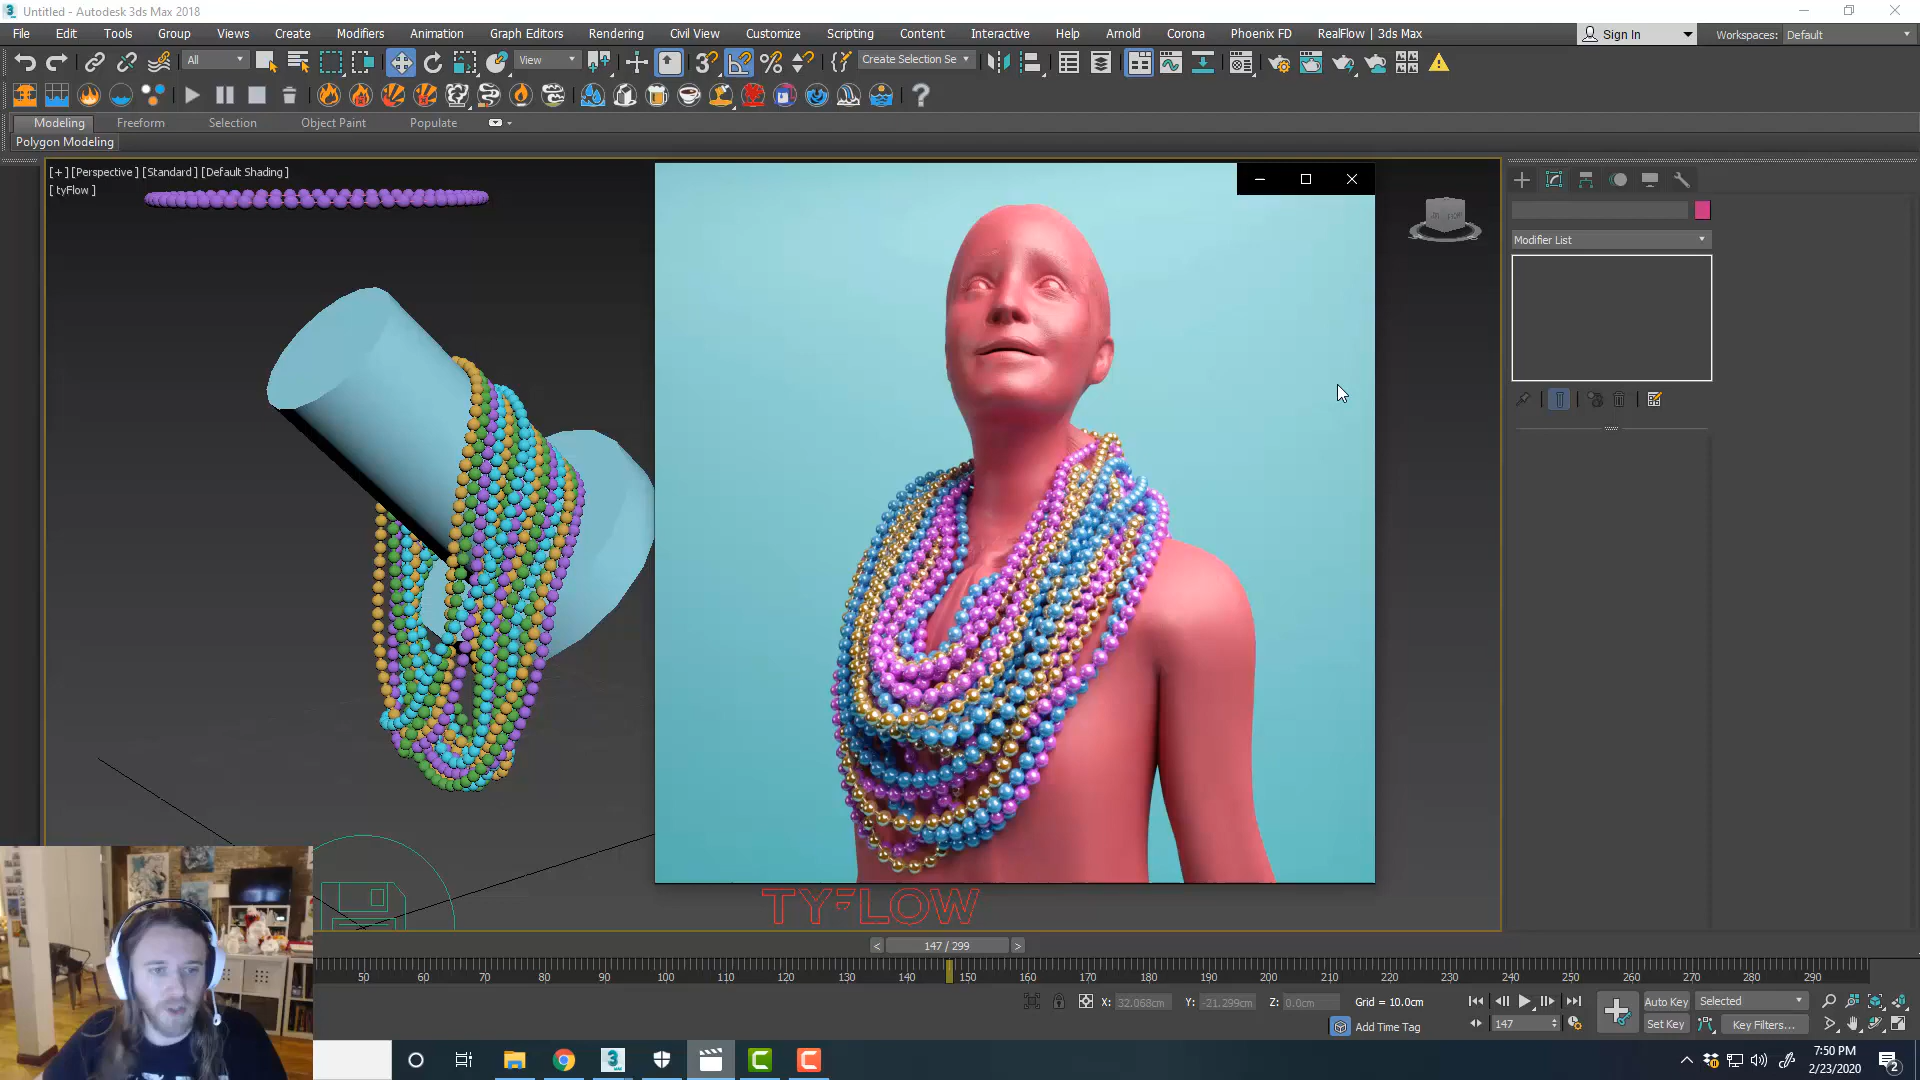 Untitled - Autodesk 3ds Max 2018
File Edit Tools Group Views Create Modifiers Animation Graph Editors Rendering Civil View Customize Scripting Content Interactive Help Arnold Corona Phoenix FD RealFlow | 3ds Max Sign In Workspaces: Default
All View Create Selection Se
Modeling Freeform Selection Object Paint Populate
Polygon Modeling
[+] [Perspective] [Standard] [Default Shading]
[ tyFlow ]
Modifier List
TYFLOW
< 147 / 299 >
50 60 70 80 90 100 110 120 130 140 150 160 170 180 190 200 210 220 230 240 250 260 270 280 290
X: 32.068cm Y: -21.299cm Z: 0.0cm Grid = 10.0cm Auto Key Selected
Add Time Tag 147 Set Key Key Filters...
7:50 PM
2/23/2020
2